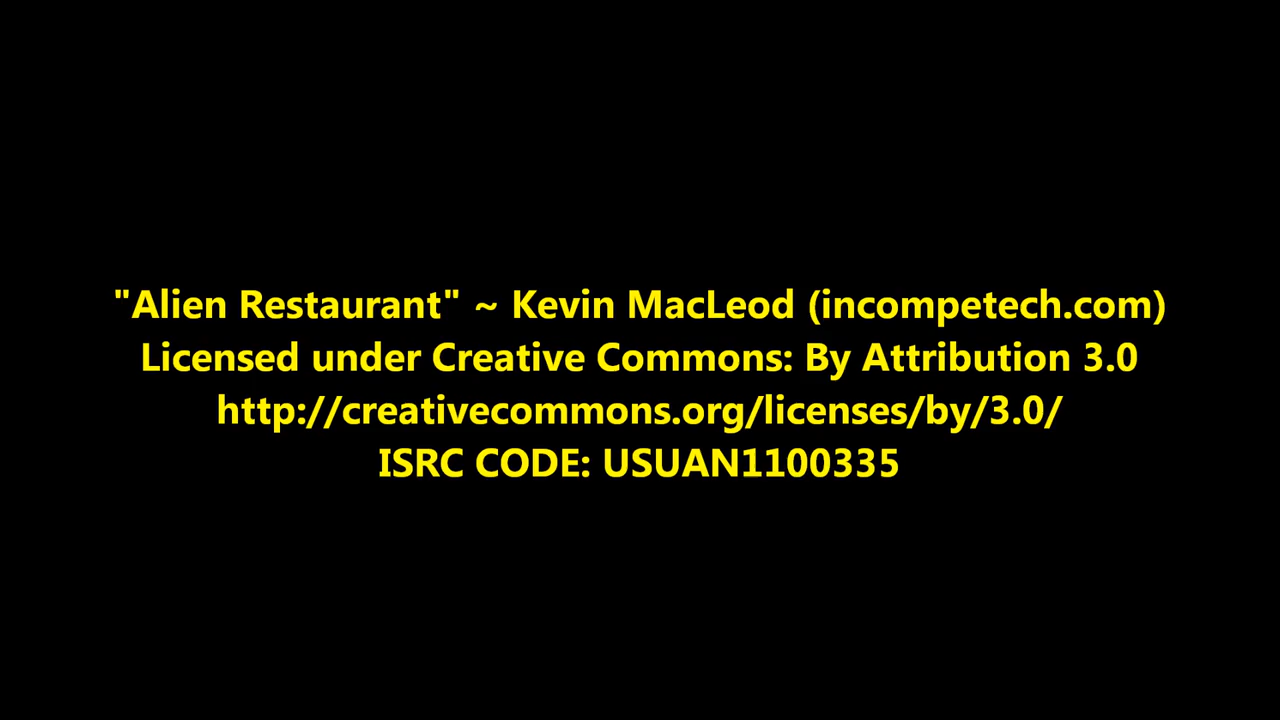 "Alien Restaurant" ~ Kevin MacLeod (incompetech.com)
Licensed under Creative Commons: By Attribution 3.0
http://creativecommons.org/licenses/by/3.0/
ISRC CODE: USUAN1100335